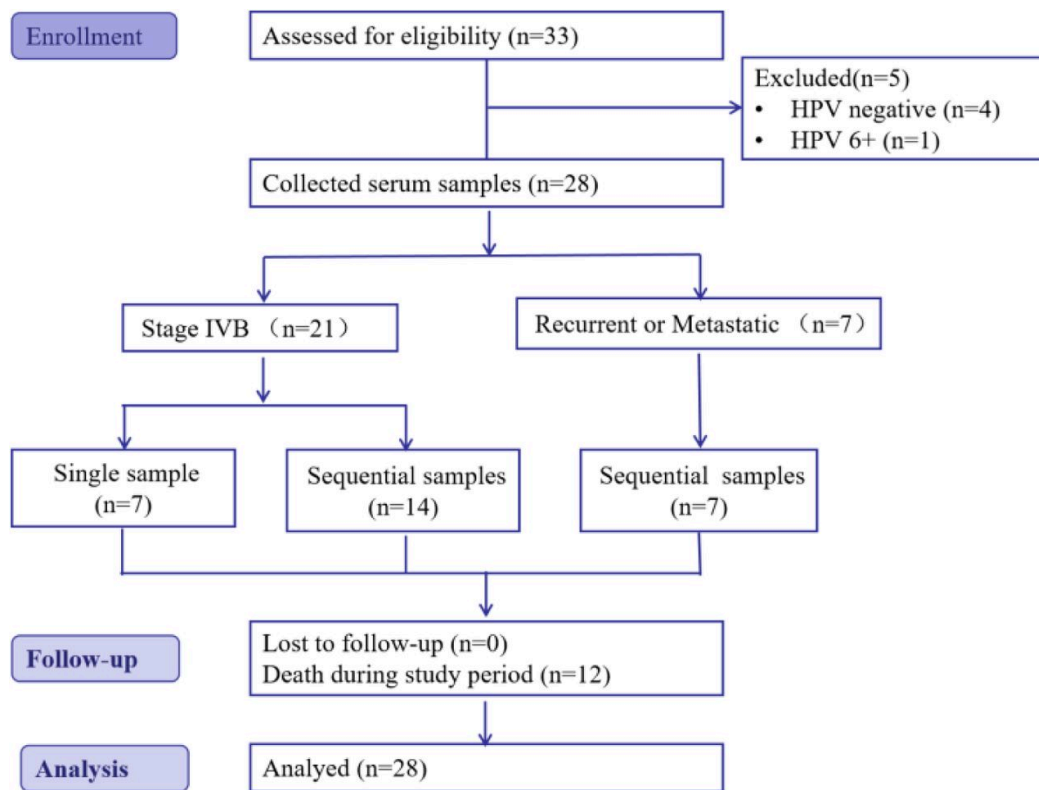 Enrollment
Assessed for eligibility (n=33)
Excluded(n=5)
• HPV negative (n=4)
• HPV 6+ (n=1)
Collected serum samples (n=28)
Stage IVB （n=21）
Recurrent or Metastatic （n=7）
Single sample
(n=7)
Sequential samples
(n=14)
Sequential samples
(n=7)
Follow-up
Lost to follow-up (n=0)
Death during study period (n=12)
Analysis
Analyed (n=28)